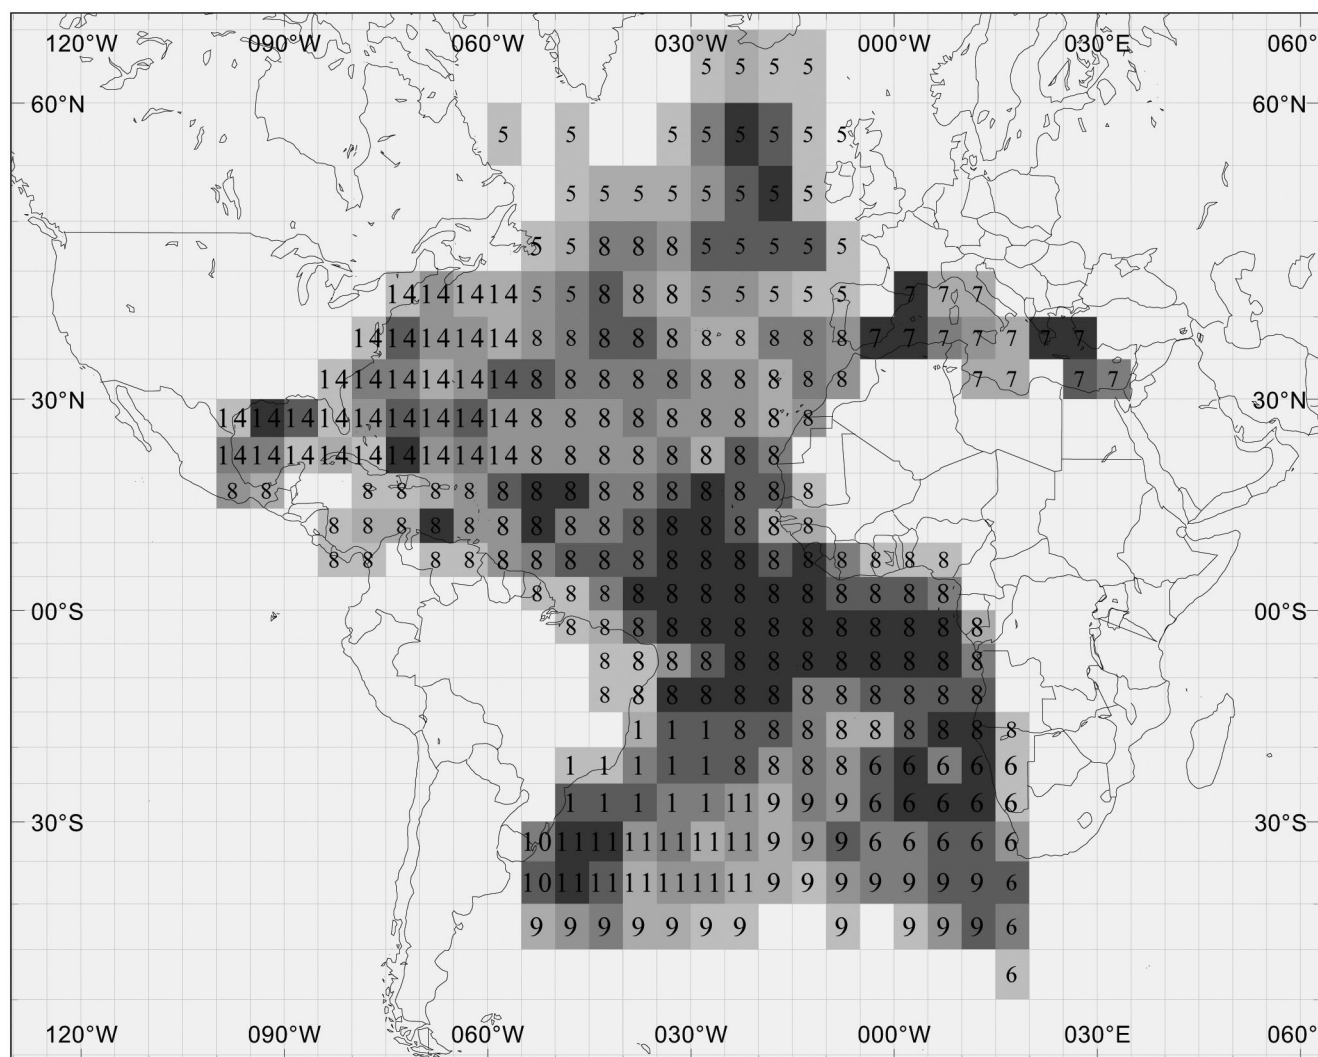 120°W 090°W 060°W 030°W 000°W 030°E 060°
5 5 5 5
60°N 60°N
5 5 5 5 5 5 5 5
5 5 5 5 5 5 5 5
5 5 8 8 8 5 5 5 5 5
14 14 14 14 5 5 8 8 8 5 5 5 5 5 7 7 7
14 14 14 14 14 8 8 8 8 8 8 8 8 8 8 7 7 7 7 7 7 7
14 14 14 14 14 14 8 8 8 8 8 8 8 8 8 8 7 7 7 7
30°N 30°N
14 14 14 14 14 14 14 14 14 8 8 8 8 8 8 8 8 8
14 14 14 14 14 14 14 14 14 8 8 8 8 8 8 8 8
8 8 8 8 8 8 8 8 8 8 8 8 8 8 8 8
8 8 8 8 8 8 8 8 8 8 8 8 8 8 8
8 8 8 8 8 8 8 8 8 8 8 8 8 8 8 8 8 8
8 8 8 8 8 8 8 8 8 8 8 8 8
00°S 00°S
8 8 8 8 8 8 8 8 8 8 8 8 8
8 8 8 8 8 8 8 8 8 8 8 8
8 8 8 8 8 8 8 8 8 8 8 8
1 1 1 8 8 8 8 8 8 8 8 8
1 1 1 1 1 8 8 8 8 6 6 6 6 6
1 1 1 1 1 11 9 9 9 6 6 6 6 6
30°S 30°S
10 11 11 11 11 11 11 9 9 9 6 6 6 6 6
10 11 11 11 11 11 11 9 9 9 9 9 9 9 6
9 9 9 9 9 9 9 9 9 9 9 6
6
120°W 090°W 060°W 030°W 000°W 030°E 060°